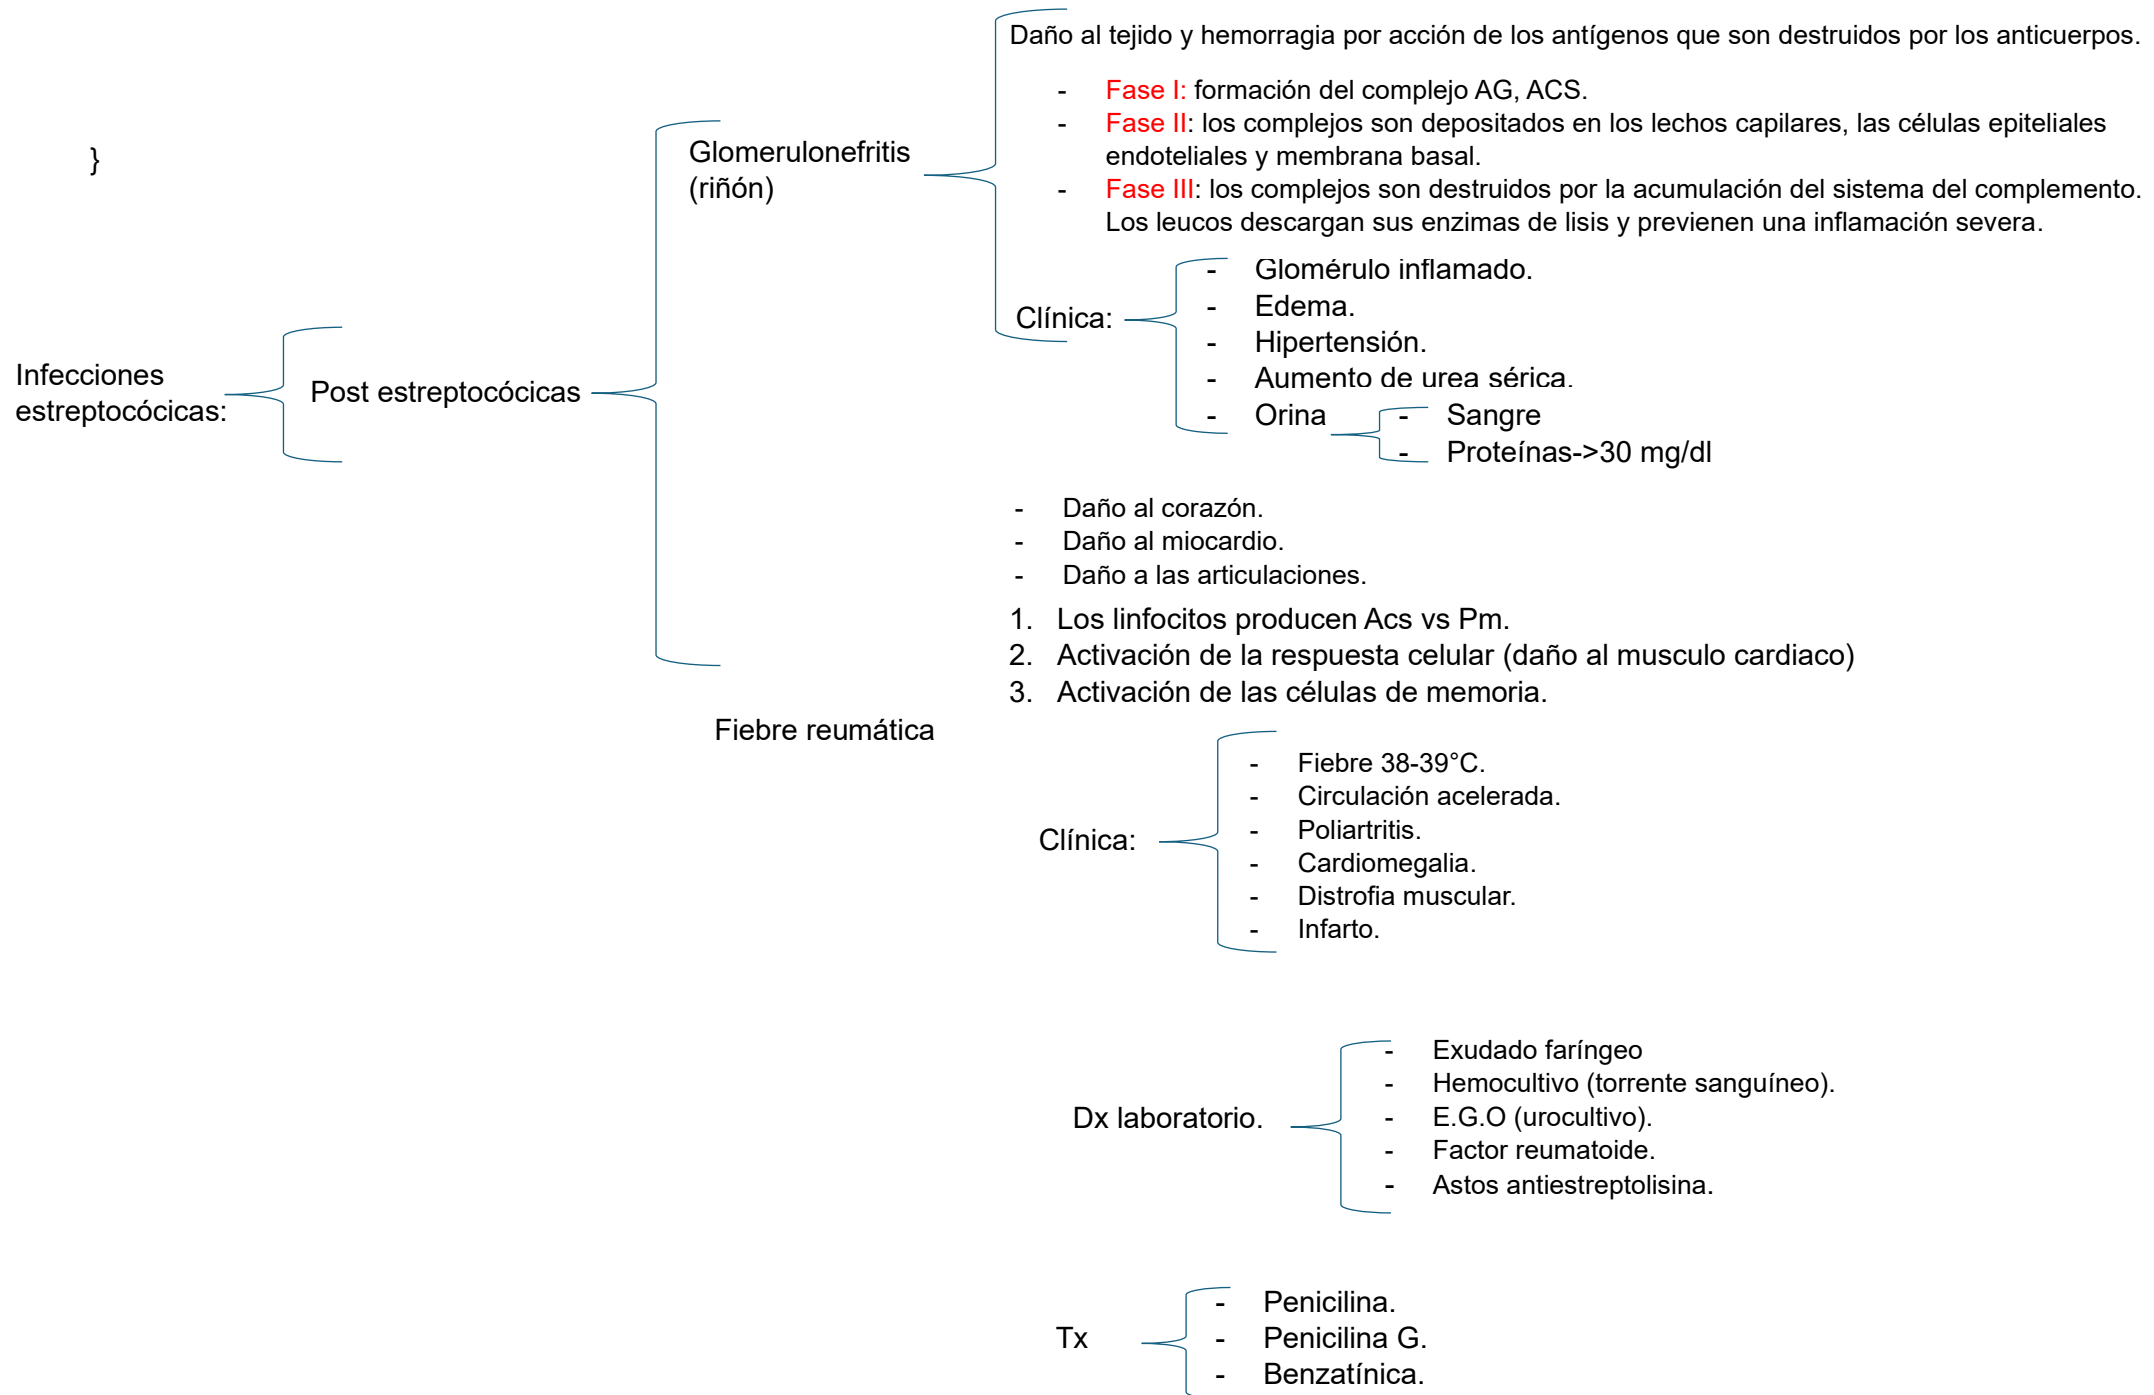 }
Infecciones
estreptocócicas:
Post estreptocócicas
Glomerulonefritis
(riñón)
Daño al tejido y hemorragia por acción de los antígenos que son destruidos por los anticuerpos.
- Fase I: formación del complejo AG, ACS.
- Fase II: los complejos son depositados en los lechos capilares, las células epiteliales
endoteliales y membrana basal.
- Fase III: los complejos son destruidos por la acumulación del sistema del complemento.
Los leucos descargan sus enzimas de lisis y previenen una inflamación severa.
Clínica:
- Glomérulo inflamado.
- Edema.
- Hipertensión.
- Aumento de urea sérica.
- Orina
- Sangre
- Proteínas->30 mg/dl
Fiebre reumática
- Daño al corazón.
- Daño al miocardio.
- Daño a las articulaciones.
1. Los linfocitos producen Acs vs Pm.
2. Activación de la respuesta celular (daño al musculo cardiaco)
3. Activación de las células de memoria.
Clínica:
- Fiebre 38-39°C.
- Circulación acelerada.
- Poliartritis.
- Cardiomegalia.
- Distrofia muscular.
- Infarto.
Dx laboratorio.
- Exudado faríngeo
- Hemocultivo (torrente sanguíneo).
- E.G.O (urocultivo).
- Factor reumatoide.
- Astos antiestreptolisina.
Tx
- Penicilina.
- Penicilina G.
- Benzatínica.